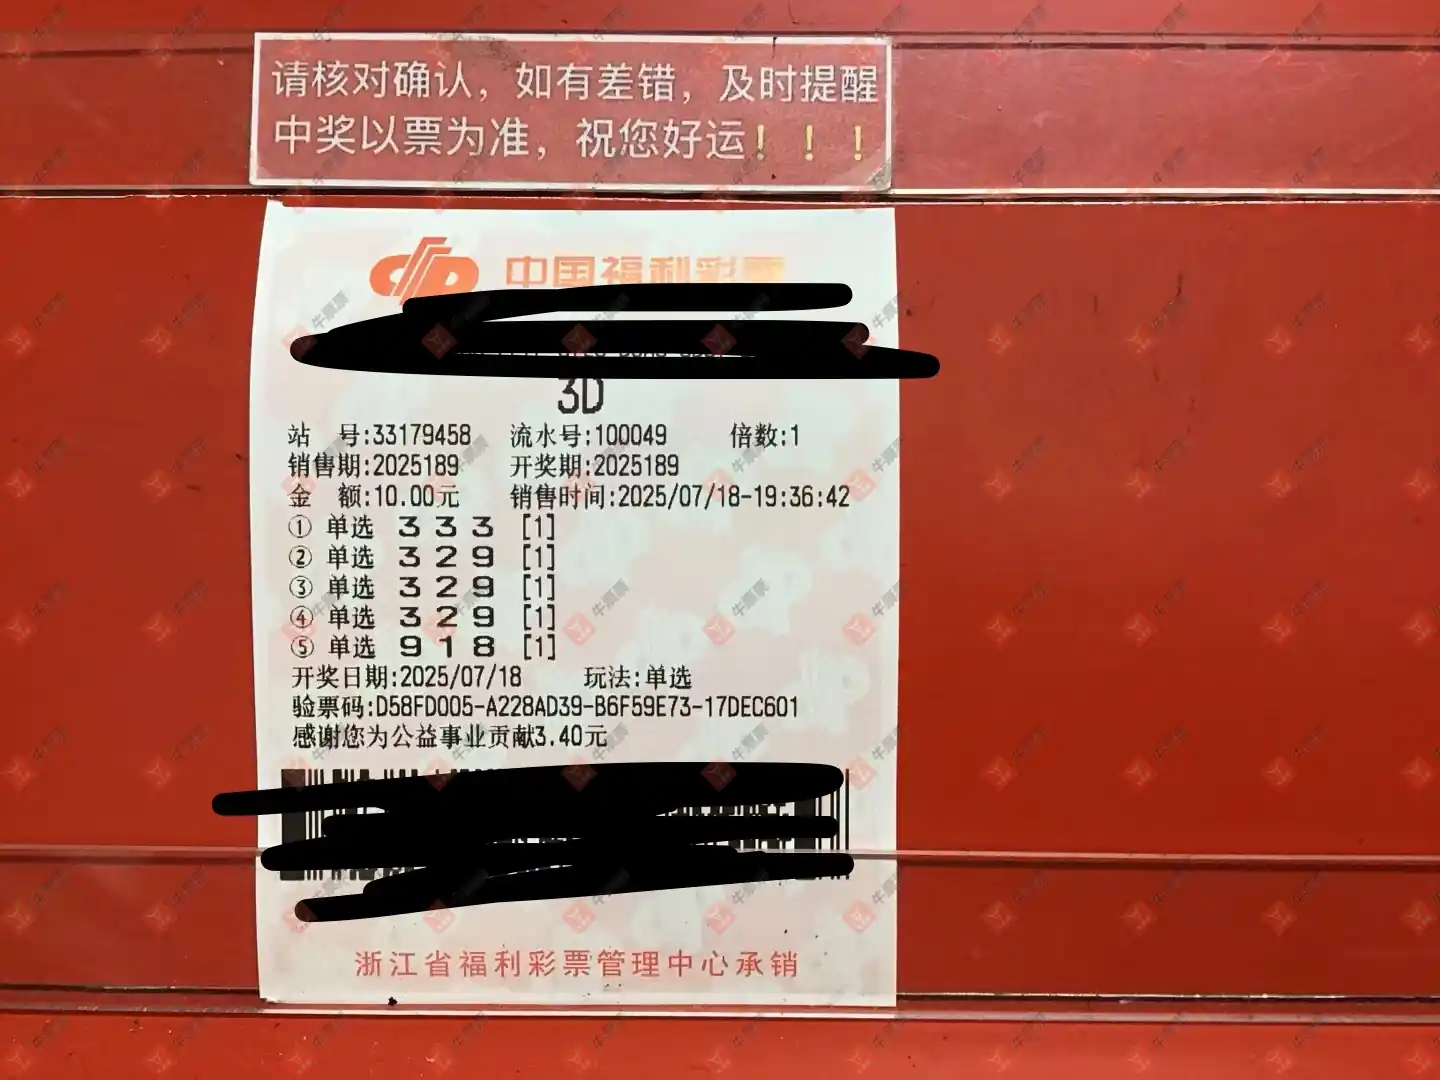 请核对确认，如有差错，及时提醒
中奖以票为准，祝您好运！！！
中国福利彩票
3D
站 号:33179458 流水号:100049 倍数:1
销售期:2025189 开奖期:2025189
金 额:10.00元 销售时间:2025/07/18-19:36:42
① 单选 3 3 3 [1]
② 单选 3 2 9 [1]
③ 单选 3 2 9 [1]
④ 单选 3 2 9 [1]
⑤ 单选 9 1 8 [1]
开奖日期:2025/07/18 玩法:单选
验票码:D58FD005-A228AD39-B6F59E73-17DEC601
感谢您为公益事业贡献3.40元
浙江省福利彩票管理中心承销